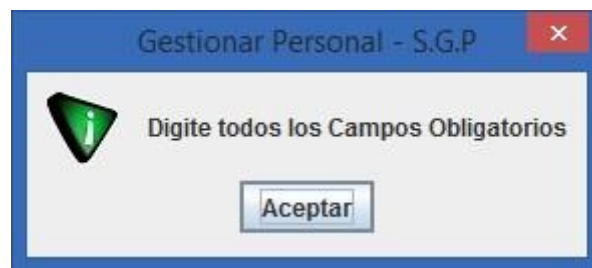 Gestionar Personal - S.G.P
Digite todos los Campos Obligatorios
Aceptar